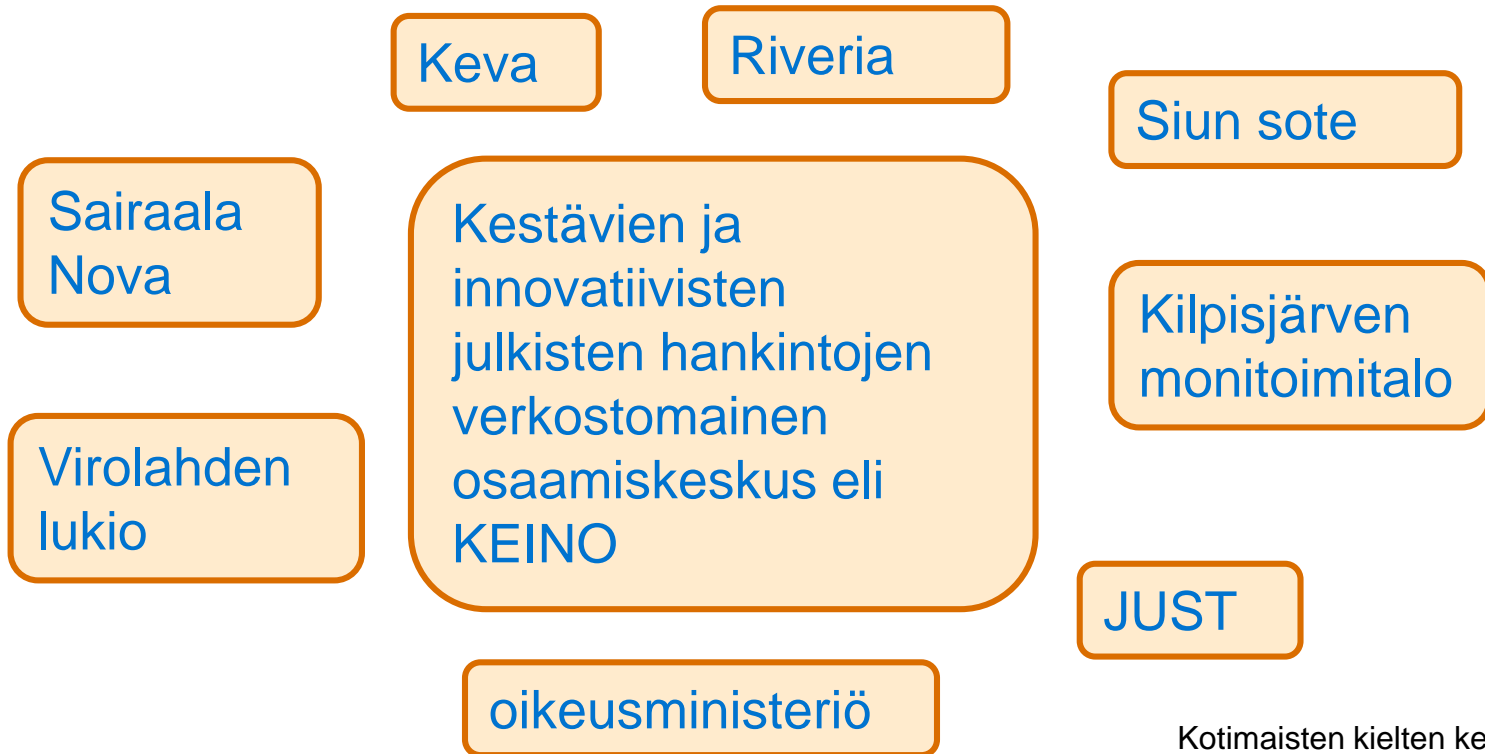 Keva
Riveria
Siun sote
Sairaala
Nova
Kestävien ja
innovatiivisten
julkisten hankintojen
verkostomainen
osaamiskeskus eli
KEINO
Kilpisjärven
monitoimitalo
Virolahden
lukio
JUST
oikeusministeriö
Kotimaisten kielten ke